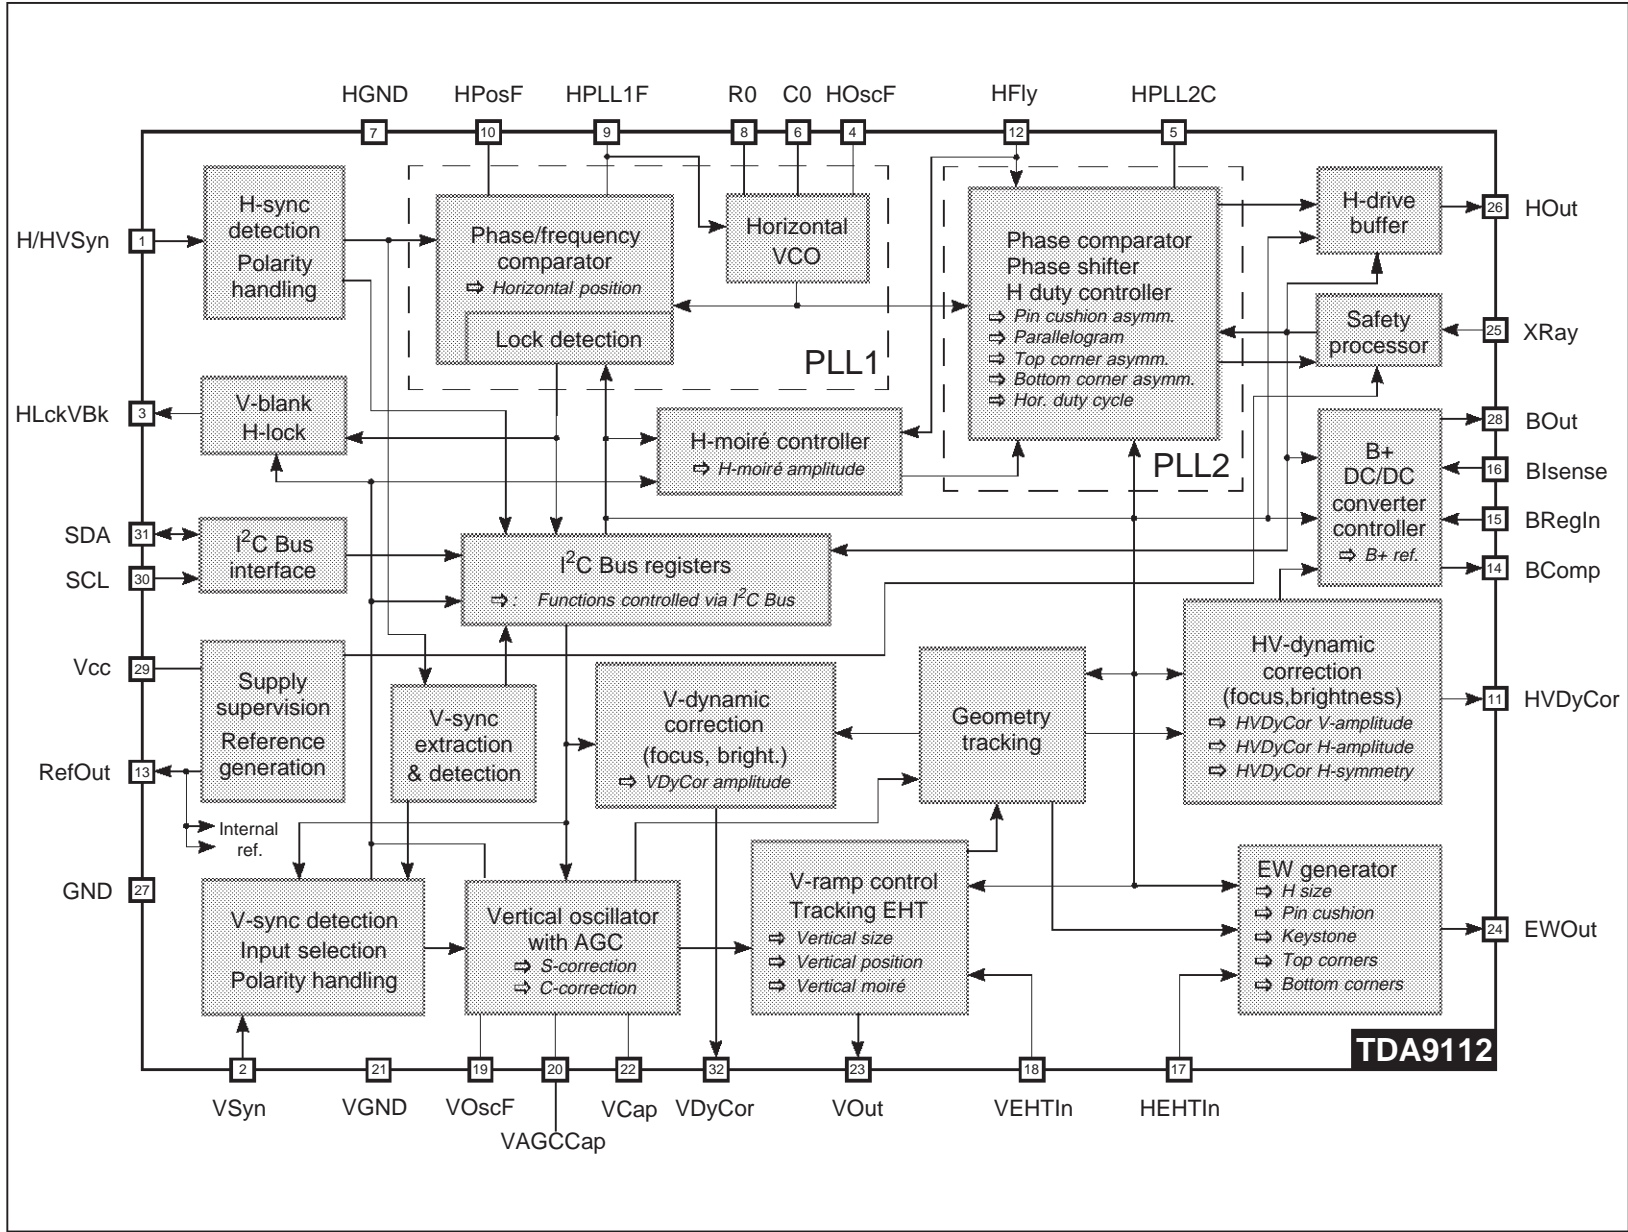 HGND
HPosF
HPLL1F
R0
C0
HOscF
HFly
HPLL2C
7
10
9
8
6
4
12
5
H/HVSyn
1
H-sync
detection
Polarity
handling
Phase/frequency
comparator
⇨ Horizontal position
Lock detection
PLL1
Horizontal
VCO
Phase comparator
Phase shifter
H duty controller
⇨ Pin cushion asymm.
⇨ Parallelogram
⇨ Top corner asymm.
⇨ Bottom corner asymm.
⇨ Hor. duty cycle
PLL2
H-drive
buffer
26
HOut
Safety
processor
25
XRay
HLckVBk
3
V-blank
H-lock
H-moiré controller
⇨ H-moiré amplitude
B+
DC/DC
converter
controller
⇨ B+ ref.
28
BOut
16
BIsense
15
BRegIn
14
BComp
SDA
31
SCL
30
I2C Bus
interface
I2C Bus registers
⇨ : Functions controlled via I2C Bus
Vcc
29
RefOut
13
Supply
supervision
Reference
generation
Internal
ref.
V-sync
extraction
& detection
V-dynamic
correction
(focus, bright.)
⇨ VDyCor amplitude
Geometry
tracking
HV-dynamic
correction
(focus,brightness)
⇨ HVDyCor V-amplitude
⇨ HVDyCor H-amplitude
⇨ HVDyCor H-symmetry
11
HVDyCor
GND
27
V-sync detection
Input selection
Polarity handling
Vertical oscillator
with AGC
⇨ S-correction
⇨ C-correction
V-ramp control
Tracking EHT
⇨ Vertical size
⇨ Vertical position
⇨ Vertical moiré
EW generator
⇨ H size
⇨ Pin cushion
⇨ Keystone
⇨ Top corners
⇨ Bottom corners
24
EWOut
TDA9112
2
21
19
20
22
32
23
18
17
VSyn
VGND
VOscF
VAGCCap
VCap
VDyCor
VOut
VEHTIn
HEHTIn